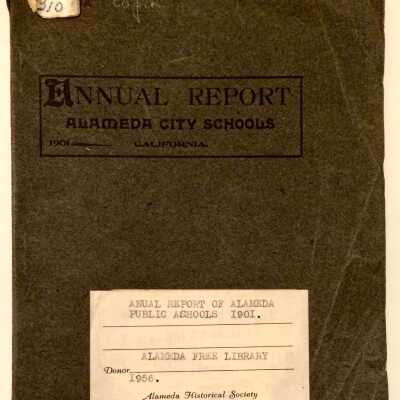 310
copy
ANNUAL REPORT
ALAMEDA CITY SCHOOLS
1901 CALIFORNIA.
ANUAL REPORT OF ALAMEDA
PUBLIC ACHOOLS 1901.
ALAMEDA FREE LIBRARY
Donor
1956.
Alameda Historical Society